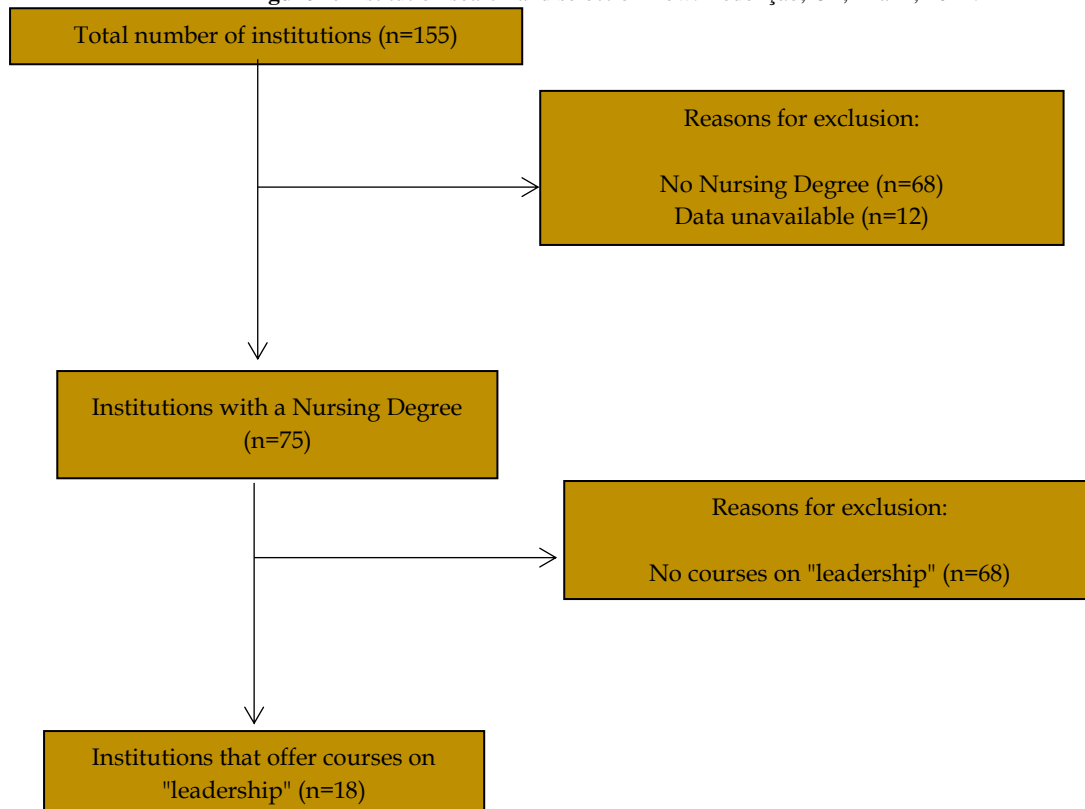 Total number of institutions (n=155)
Reasons for exclusion:
No Nursing Degree (n=68)
Data unavailable (n=12)
Institutions with a Nursing Degree
(n=75)
Reasons for exclusion:
No courses on "leadership" (n=68)
Institutions that offer courses on
"leadership" (n=18)